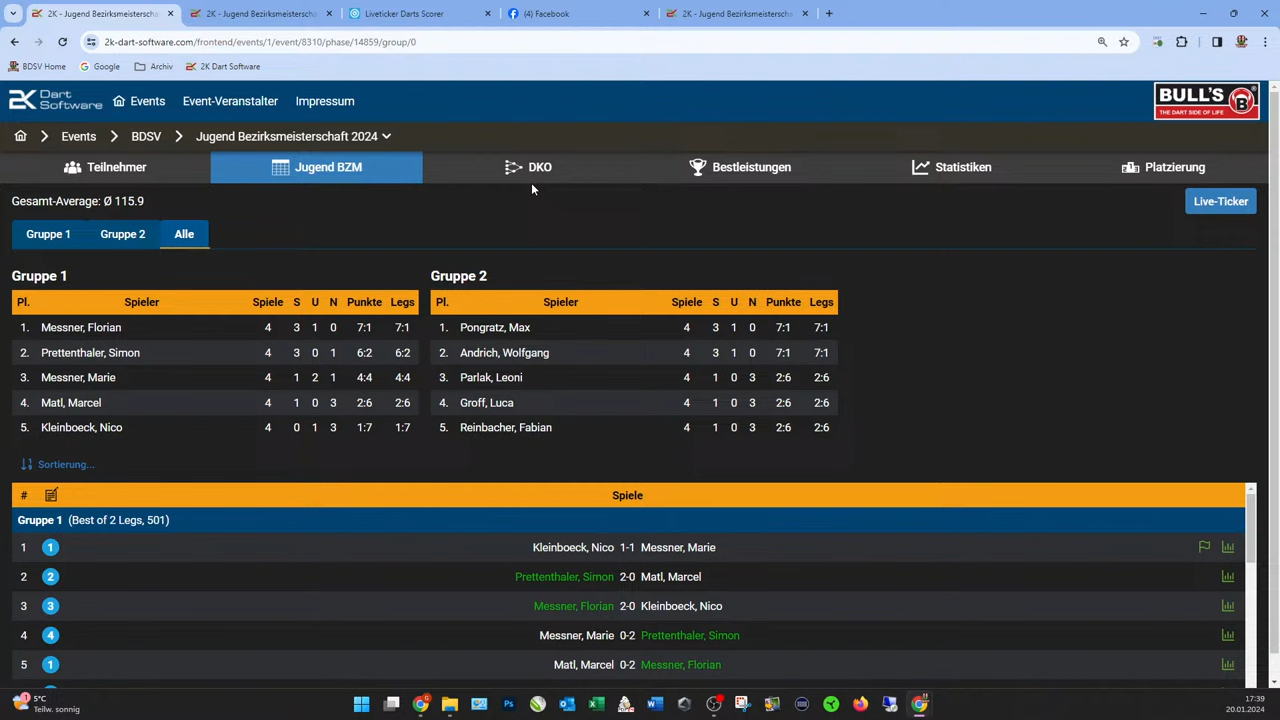 2K - Jugend Bezirksmeisterscha
2K - Jugend Bezirksmeisterscha
Liveticker Darts Scorer
(4) Facebook
2K - Jugend Bezirksmeisterscha
2k-dart-software.com/frontend/events/1/event/8310/phase/14859/group/0
BDSV Home
Google
Archiv
2K Dart Software
2K Dart Software
Events
Event-Veranstalter
Impressum
BULL'S
THE DART SIDE OF LIFE
Events
BDSV
Jugend Bezirksmeisterschaft 2024
Teilnehmer
Jugend BZM
DKO
Bestleistungen
Statistiken
Platzierung
Gesamt-Average: Ø 115.9
Live-Ticker
Gruppe 1
Gruppe 2
Alle
Gruppe 1
Pl. Spieler Spiele S U N Punkte Legs
1. Messner, Florian 4 3 1 0 7:1 7:1
2. Prettenthaler, Simon 4 3 0 1 6:2 6:2
3. Messner, Marie 4 1 2 1 4:4 4:4
4. Matl, Marcel 4 1 0 3 2:6 2:6
5. Kleinboeck, Nico 4 0 1 3 1:7 1:7
Gruppe 2
Pl. Spieler Spiele S U N Punkte Legs
1. Pongratz, Max 4 3 1 0 7:1 7:1
2. Andrich, Wolfgang 4 3 1 0 7:1 7:1
3. Parlak, Leoni 4 1 0 3 2:6 2:6
4. Groff, Luca 4 1 0 3 2:6 2:6
5. Reinbacher, Fabian 4 1 0 3 2:6 2:6
Sortierung...
# Spiele
Gruppe 1 (Best of 2 Legs, 501)
1 1 Kleinboeck, Nico 1-1 Messner, Marie
2 2 Prettenthaler, Simon 2-0 Matl, Marcel
3 3 Messner, Florian 2-0 Kleinboeck, Nico
4 4 Messner, Marie 0-2 Prettenthaler, Simon
5 1 Matl, Marcel 0-2 Messner, Florian
5°C
Teilw. sonnig
17:39
20.01.2024